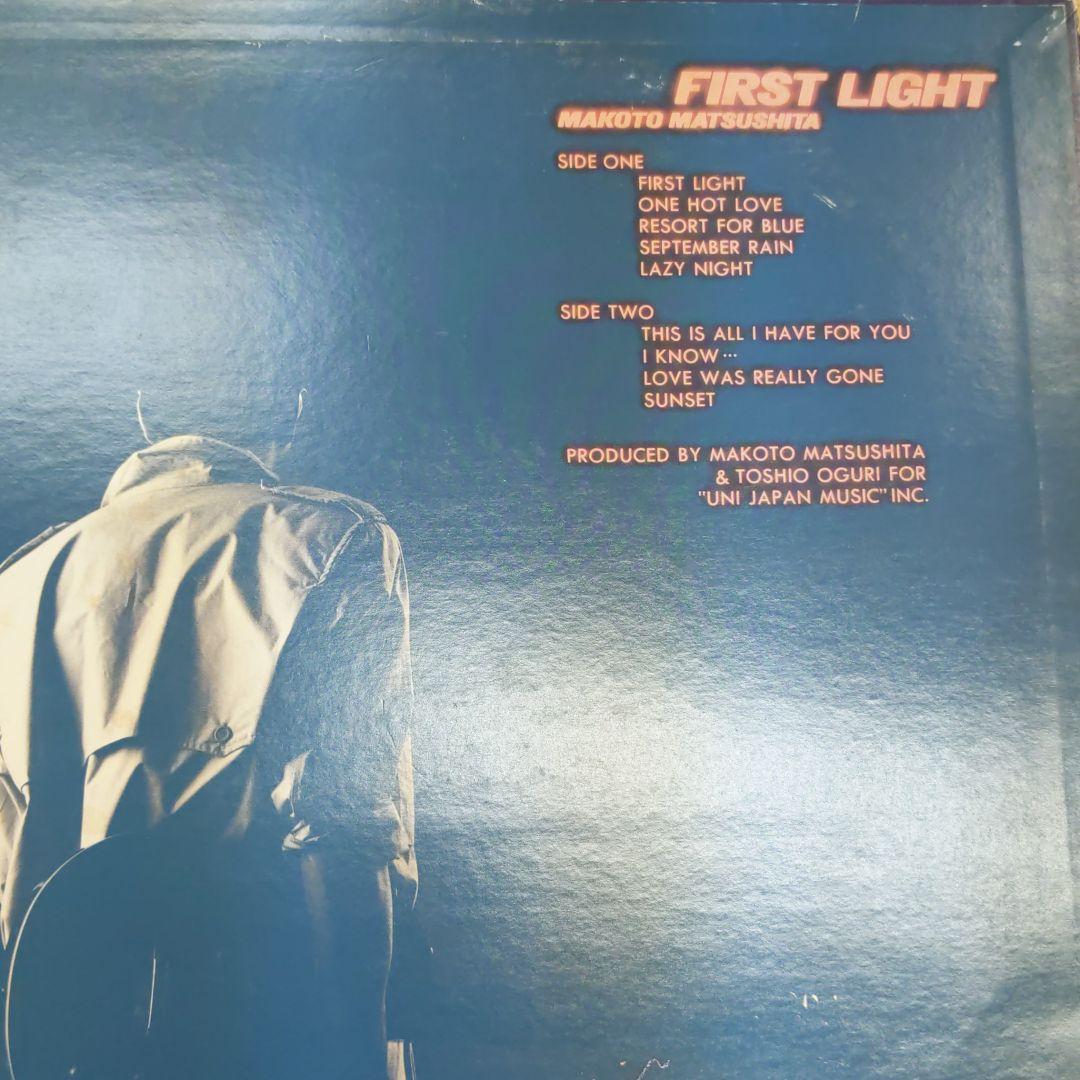 FIRST LIGHT
MAKOTO MATSUSHITA
SIDE ONE
FIRST LIGHT
ONE HOT LOVE
RESORT FOR BLUE
SEPTEMBER RAIN
LAZY NIGHT
SIDE TWO
THIS IS ALL I HAVE FOR YOU
I KNOW…
LOVE WAS REALLY GONE
SUNSET
PRODUCED BY MAKOTO MATSUSHITA
& TOSHIO OGURI FOR
"UNI JAPAN MUSIC" INC.